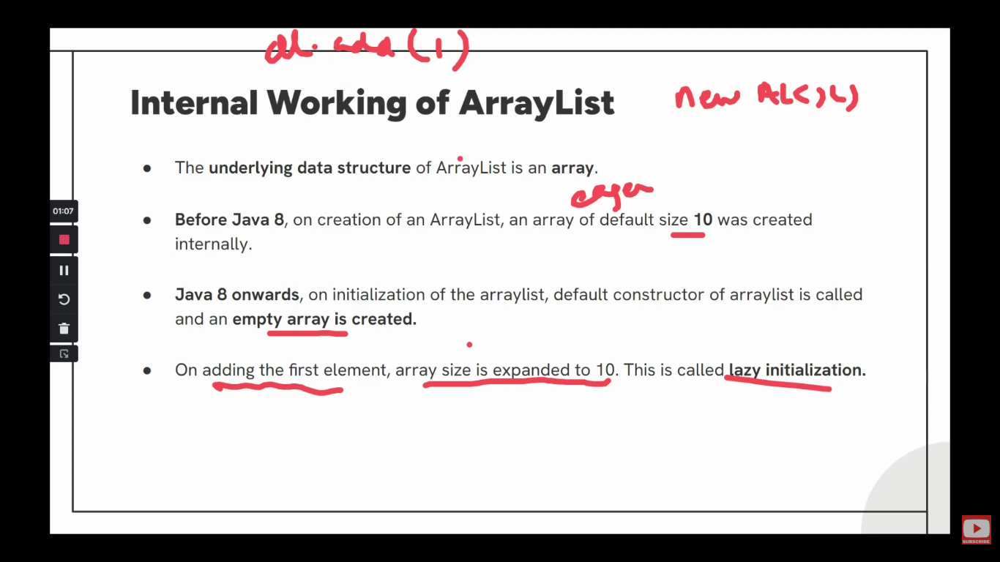 al.add(1)
Internal Working of ArrayList
new AL<>()
The underlying data structure of ArrayList is an array.
eager
Before Java 8, on creation of an ArrayList, an array of default size 10 was created
internally.
01:07
Java 8 onwards, on initialization of the arraylist, default constructor of arraylist is called
and an empty array is created.
On adding the first element, array size is expanded to 10. This is called lazy initialization.
SUBSCRIBE